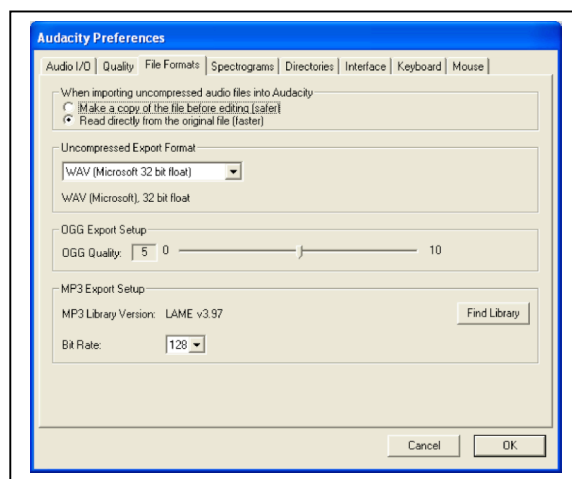 Audacity Preferences
Audio I/O Quality File Formats Spectrograms Directories Interface Keyboard Mouse
When importing uncompressed audio files into Audacity
Make a copy of the file before editing (safer)
Read directly from the original file (faster)
Uncompressed Export Format
WAV (Microsoft 32 bit float)
WAV (Microsoft), 32 bit float
OGG Export Setup
OGG Quality: 5 0 10
MP3 Export Setup
MP3 Library Version: LAME v3.97 Find Library
Bit Rate: 128
Cancel OK